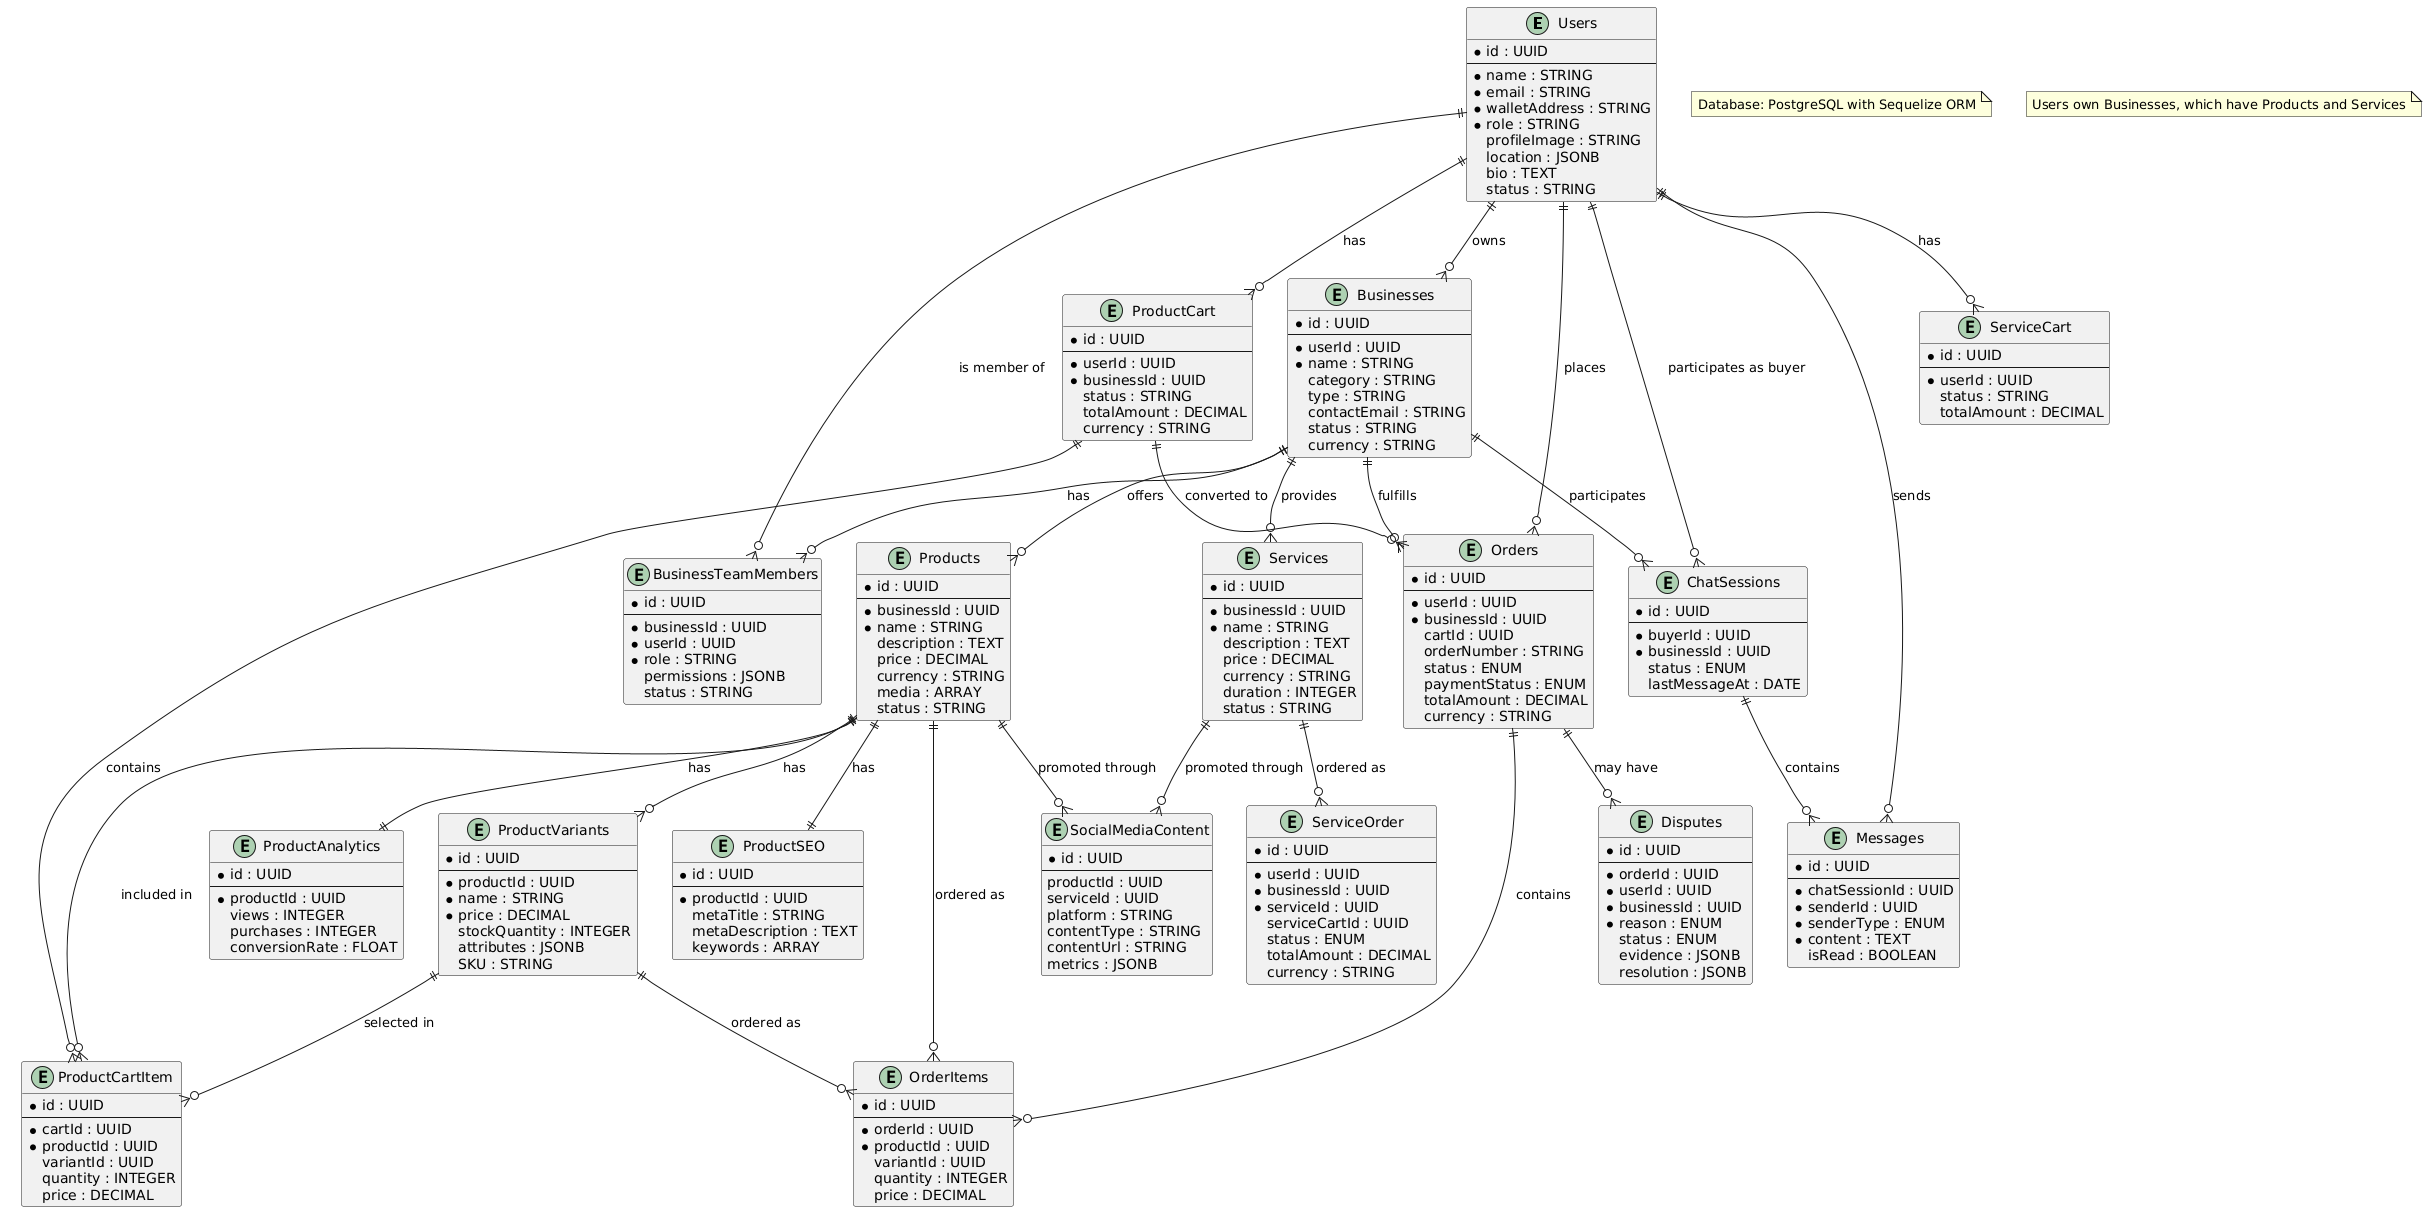 E Users
* id : UUID
* name : STRING
* email : STRING
* walletAddress : STRING
* role : STRING
profileImage : STRING
location : JSONB
bio : TEXT
status : STRING
Database: PostgreSQL with Sequelize ORM
Users own Businesses, which have Products and Services
has
owns
has
E ProductCart
* id : UUID
* userId : UUID
* businessId : UUID
status : STRING
totalAmount : DECIMAL
currency : STRING
E Businesses
* id : UUID
* userId : UUID
* name : STRING
category : STRING
type : STRING
contactEmail : STRING
status : STRING
currency : STRING
E ServiceCart
* id : UUID
* userId : UUID
status : STRING
totalAmount : DECIMAL
is member of
places
participates as buyer
has
offers
converted to
provides
fulfills
participates
sends
E BusinessTeamMembers
* id : UUID
* businessId : UUID
* userId : UUID
* role : STRING
permissions : JSONB
status : STRING
E Products
* id : UUID
* businessId : UUID
* name : STRING
description : TEXT
price : DECIMAL
currency : STRING
media : ARRAY
status : STRING
E Services
* id : UUID
* businessId : UUID
* name : STRING
description : TEXT
price : DECIMAL
currency : STRING
duration : INTEGER
status : STRING
E Orders
* id : UUID
* userId : UUID
* businessId : UUID
cartId : UUID
orderNumber : STRING
status : ENUM
paymentStatus : ENUM
totalAmount : DECIMAL
currency : STRING
E ChatSessions
* id : UUID
* buyerId : UUID
* businessId : UUID
status : ENUM
lastMessageAt : DATE
contains
has
has
has
promoted through
promoted through
ordered as
may have
contains
included in
E ProductAnalytics
* id : UUID
* productId : UUID
views : INTEGER
purchases : INTEGER
conversionRate : FLOAT
E ProductVariants
* id : UUID
* productId : UUID
* name : STRING
* price : DECIMAL
stockQuantity : INTEGER
attributes : JSONB
SKU : STRING
E ProductSEO
* id : UUID
* productId : UUID
metaTitle : STRING
metaDescription : TEXT
keywords : ARRAY
ordered as
E SocialMediaContent
* id : UUID
productId : UUID
serviceId : UUID
platform : STRING
contentType : STRING
contentUrl : STRING
metrics : JSONB
E ServiceOrder
* id : UUID
* userId : UUID
* businessId : UUID
* serviceId : UUID
serviceCartId : UUID
status : ENUM
totalAmount : DECIMAL
currency : STRING
contains
E Disputes
* id : UUID
* orderId : UUID
* userId : UUID
* businessId : UUID
* reason : ENUM
status : ENUM
evidence : JSONB
resolution : JSONB
E Messages
* id : UUID
* chatSessionId : UUID
* senderId : UUID
* senderType : ENUM
* content : TEXT
isRead : BOOLEAN
selected in
ordered as
E ProductCartItem
* id : UUID
* cartId : UUID
* productId : UUID
variantId : UUID
quantity : INTEGER
price : DECIMAL
E OrderItems
* id : UUID
* orderId : UUID
* productId : UUID
variantId : UUID
quantity : INTEGER
price : DECIMAL